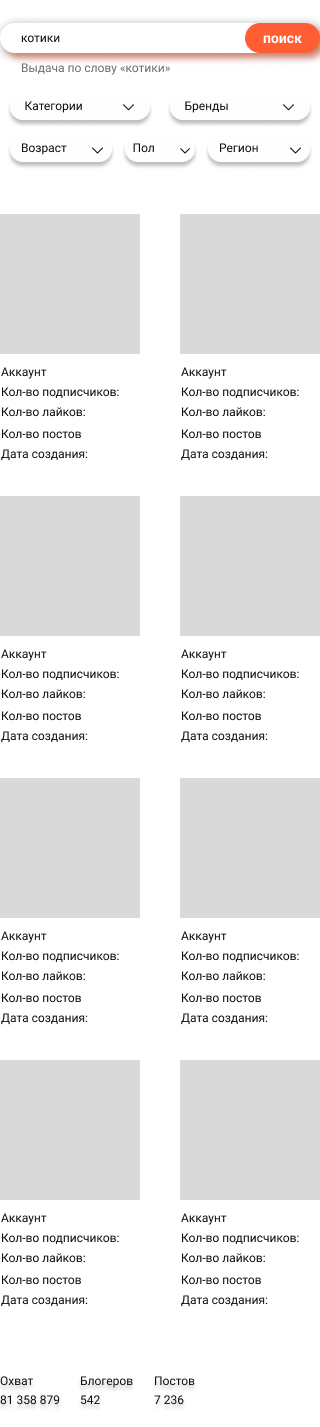 котики
поиск
Выдача по слову «котики»
Категории
Бренды
Возраст
Пол
Регион
Аккаунт
Кол-во подписчиков:
Кол-во лайков:
Кол-во постов
Дата создания:
Аккаунт
Кол-во подписчиков:
Кол-во лайков:
Кол-во постов
Дата создания:
Аккаунт
Кол-во подписчиков:
Кол-во лайков:
Кол-во постов
Дата создания:
Аккаунт
Кол-во подписчиков:
Кол-во лайков:
Кол-во постов
Дата создания:
Аккаунт
Кол-во подписчиков:
Кол-во лайков:
Кол-во постов
Дата создания:
Аккаунт
Кол-во подписчиков:
Кол-во лайков:
Кол-во постов
Дата создания:
Аккаунт
Кол-во подписчиков:
Кол-во лайков:
Кол-во постов
Дата создания:
Аккаунт
Кол-во подписчиков:
Кол-во лайков:
Кол-во постов
Дата создания:
Охват
81 358 879
Блогеров
542
Постов
7 236